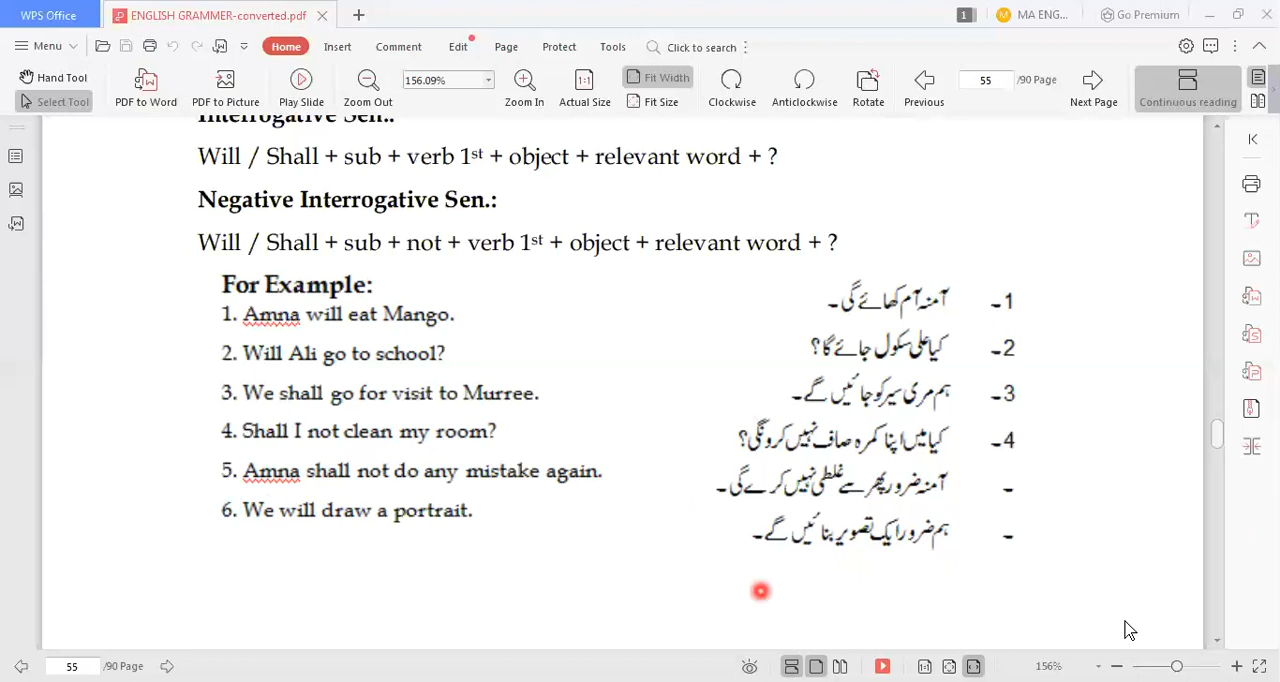 WPS Office
ENGLISH GRAMMER-converted.pdf
1
M
MA ENG...
Go Premium
Menu
Home
Insert
Comment
Edit
Page
Protect
Tools
Click to search
Hand Tool
Select Tool
PDF to Word
PDF to Picture
Play Slide
Zoom Out
156.09%
Zoom In
1:1
Actual Size
Fit Width
Fit Size
Clockwise
Anticlockwise
Rotate
Previous
55
/90 Page
Next Page
Continuous reading
Interrogative Sen..
Will / Shall + sub + verb 1st + object + relevant word + ?
Negative Interrogative Sen.:
Will / Shall + sub + not + verb 1st + object + relevant word + ?
For Example:
1. Amna will eat Mango.
1۔ آمنہ آم کھائے گی۔
2. Will Ali go to school?
2۔ کیا علی سکول جائے گا؟
3. We shall go for visit to Murree.
3۔ ہم مری سیر کو جائیں گے۔
4. Shall I not clean my room?
4۔ کیا میں اپنا کمرہ صاف نہیں کرونگی؟
5. Amna shall not do any mistake again.
۔ آمنہ ضرور پھر سے غلطی نہیں کرے گی۔
6. We will draw a portrait.
۔ ہم ضرور ایک تصویر بنائیں گے۔
55
/90 Page
156%